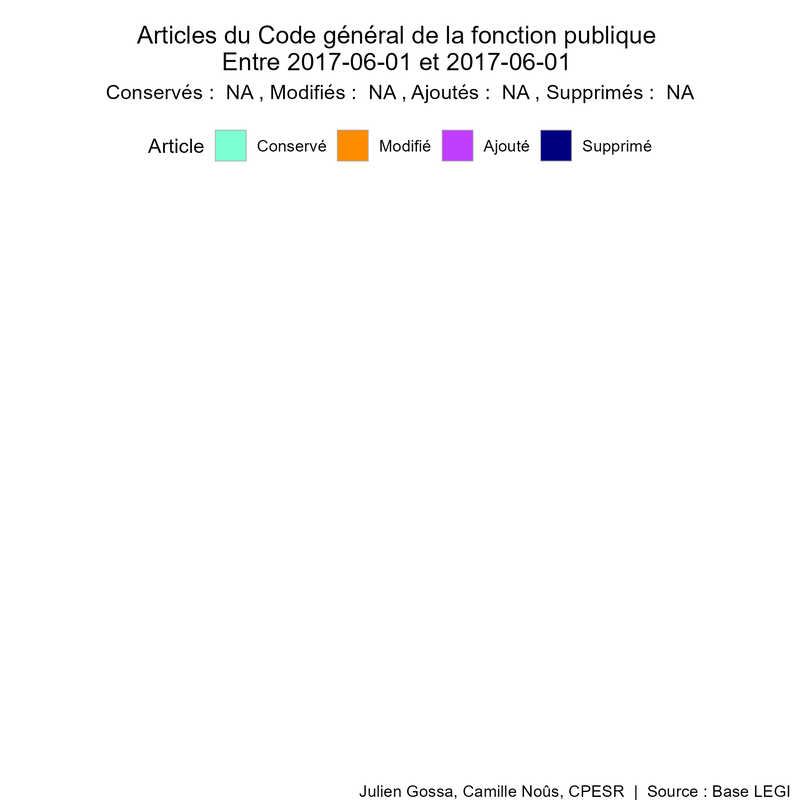 Articles du Code général de la fonction publique
Entre 2017-06-01 et 2017-06-01
Conservés :  NA , Modifiés :  NA , Ajoutés :  NA , Supprimés :  NA
Article Conservé Modifié Ajouté Supprimé
Julien Gossa, Camille Noûs, CPESR  |  Source : Base LEGI